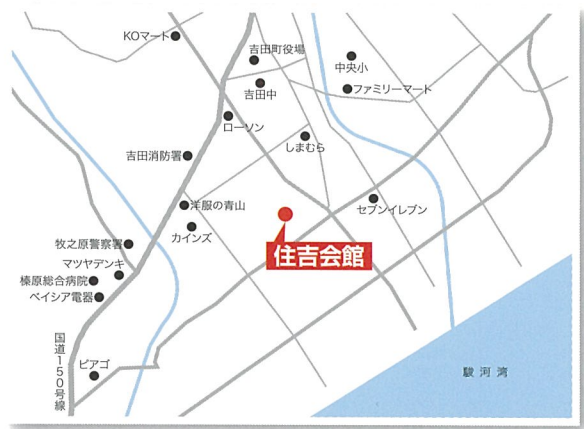 KOマート
吉田町役場
中央小
吉田中
ファミリーマート
ローソン
しまむら
吉田消防署
洋服の青山
セブンイレブン
カインズ
牧之原警察署
住吉会館
マツヤデンキ
榛原総合病院
ベイシア電器
国道150号線
ピアゴ
駿河湾